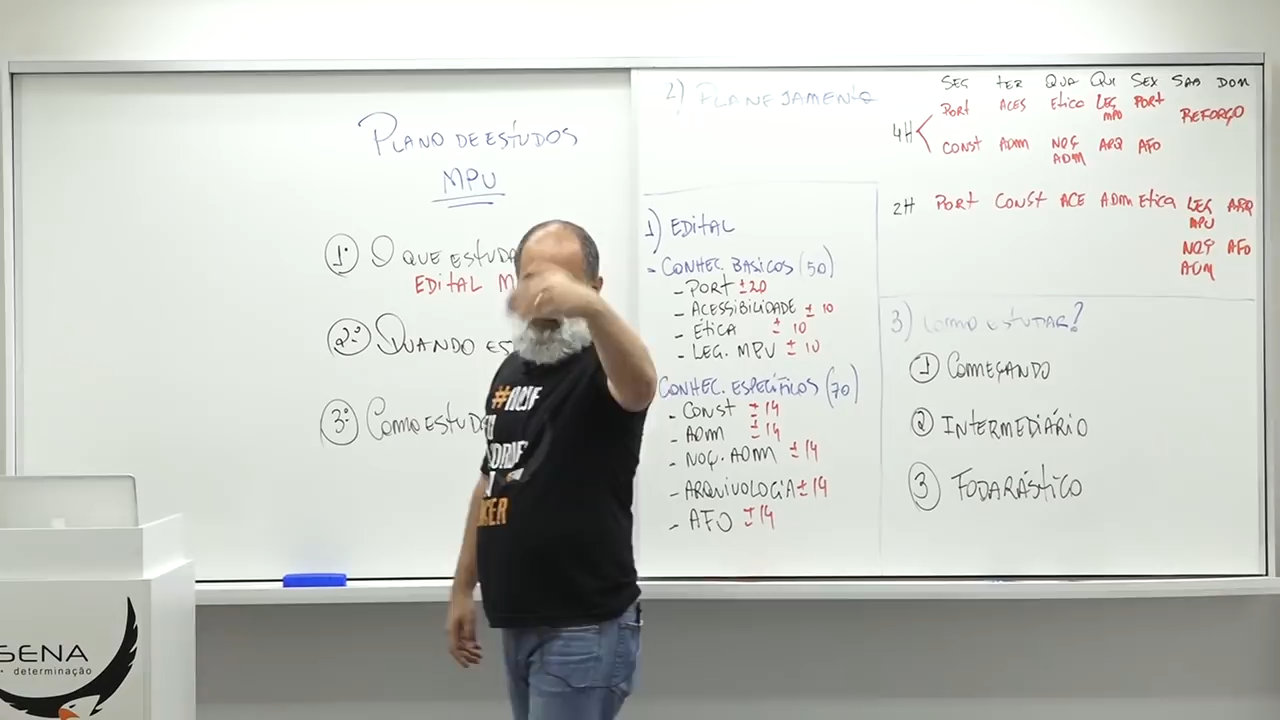 PLANO DE ESTUDOS
MPU
1º O QUE ESTUDA
EDITAL M
2º QUANDO ES
3º COMO ESTUD
2) PLANEJAMENTO
1) EDITAL
- CONHEC. BÁSICOS (50)
- PORT ±20
- ACESSIBILIDADE ±10
- ÉTICA ±10
- LEG. MPU ±10
CONHEC. ESPECÍFICOS (70)
- CONST ±14
- ADM ±14
- NOÇ. ADM ±14
- ARQUIVOLOGIA ±14
- AFO ±14
SEG TER QUA QUI SEX SAB DOM
4H PORT ACES ETICA LEG MPU PORT REFORÇO
CONST ADM NOÇ ADM ARQ AFO
2H PORT CONST ACE ADM ETICA LEG MPU ARQ
NOÇ ADM AFO
3) COMO ESTUDAR?
1 COMEÇANDO
2 INTERMEDIÁRIO
3 FODARÁSTICO
SENA
determinação